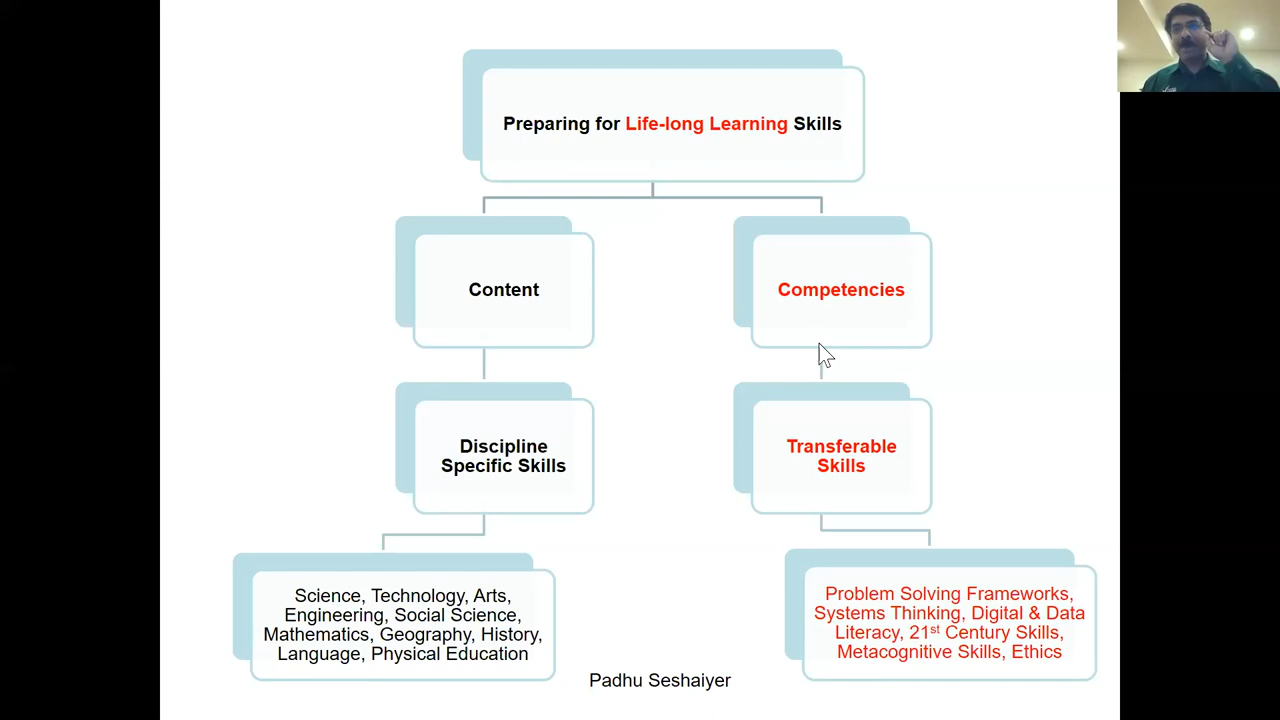 Preparing for Life-long Learning Skills
Content
Competencies
Discipline
Specific Skills
Transferable
Skills
Science, Technology, Arts,
Engineering, Social Science,
Mathematics, Geography, History,
Language, Physical Education
Problem Solving Frameworks,
Systems Thinking, Digital & Data
Literacy, 21st Century Skills,
Metacognitive Skills, Ethics
Padhu Seshaiyer